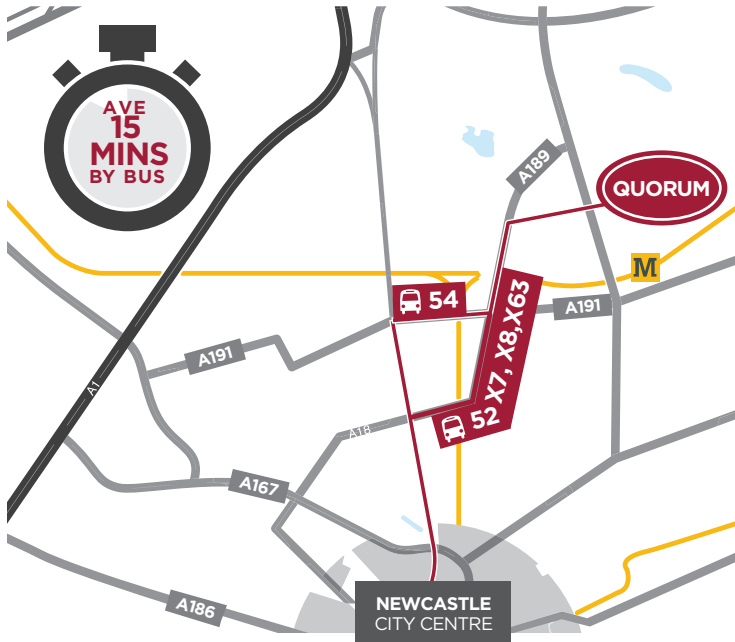 AVE
15
MINS
BY BUS
A189
QUORUM
M
54
A191
X7, X8, X63
A191
A1
52
A18
A167
A186
NEWCASTLE
CITY CENTRE